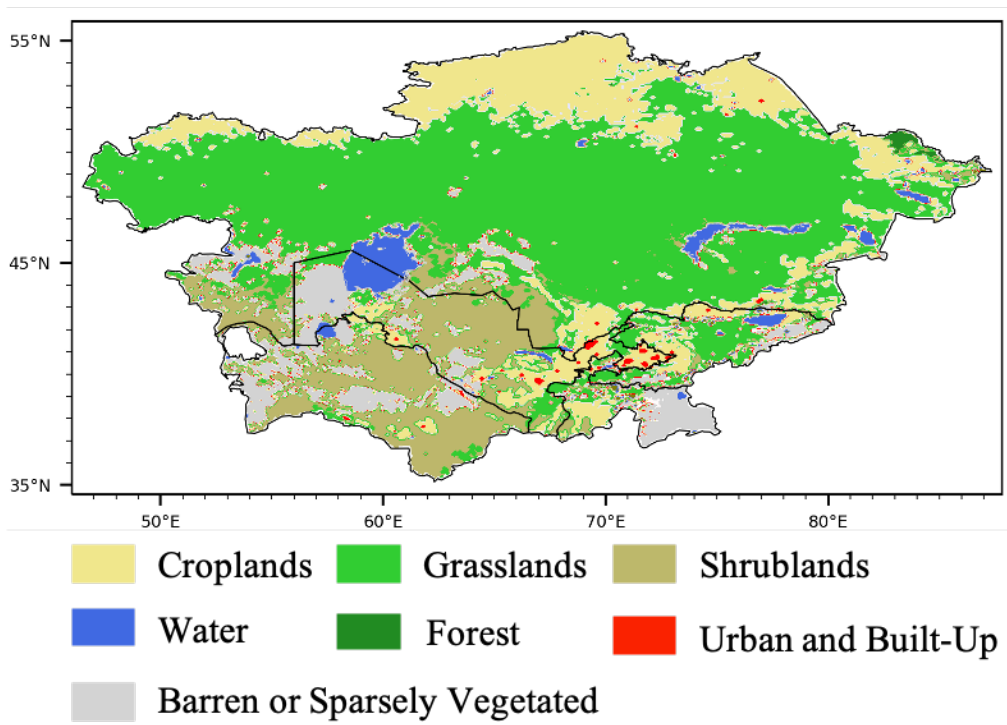 55°N
45°N
35°N
50°E 60°E 70°E 80°E
Croplands Grasslands Shrublands
Water Forest Urban and Built-Up
Barren or Sparsely Vegetated